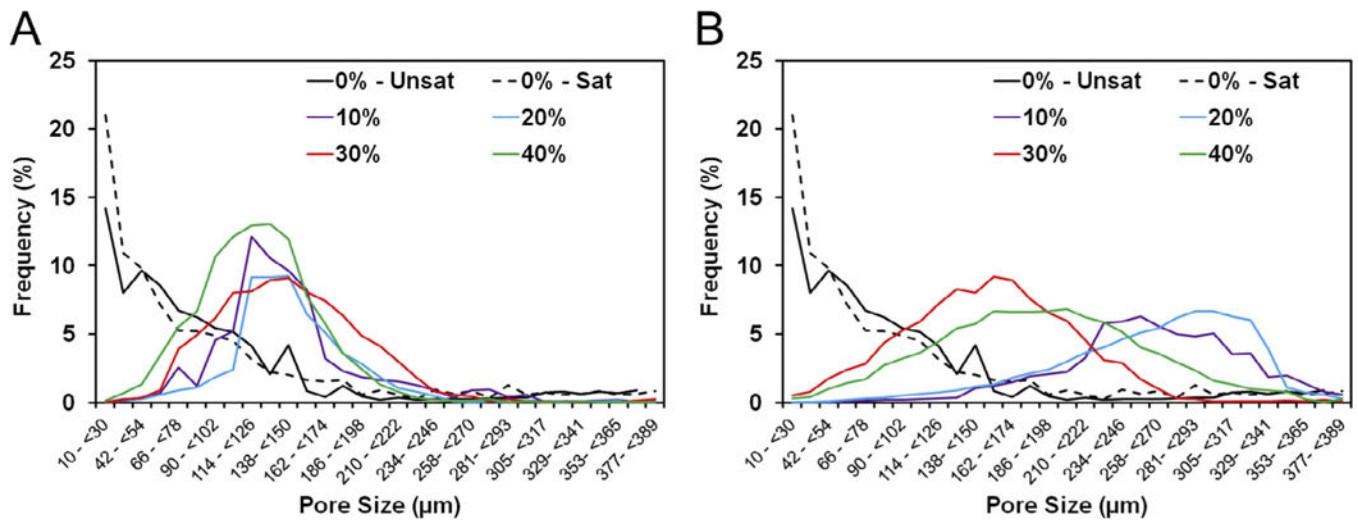 A
25
20
15
10
5
0
Frequency (%)
0% - Unsat
0% - Sat
10%
20%
30%
40%
10 - <30
42 - <54
66 - <78
90 - <102
114 - <126
138- <150
162 - <174
186 - <198
210 - <222
234- <246
258- <270
281- <293
305- <317
329- <341
353- <365
377- <389
Pore Size (µm)
B
25
20
15
10
5
0
Frequency (%)
0% - Unsat
0% - Sat
10%
20%
30%
40%
10 - <30
42 - <54
66 - <78
90 - <102
114 - <126
138- <150
162 - <174
186 - <198
210 - <222
234- <246
258- <270
281- <293
305- <317
329- <341
353- <365
377- <389
Pore Size (µm)